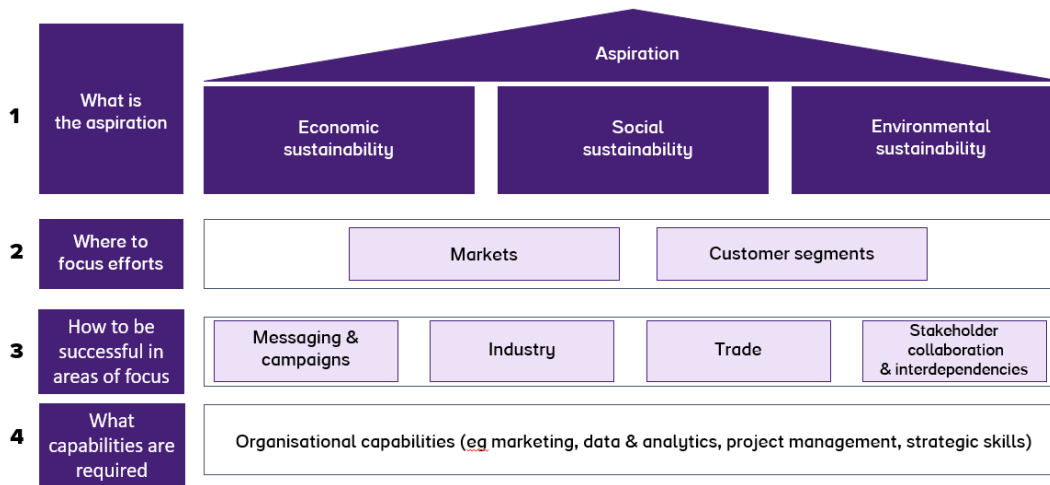 Aspiration
1
What is
the aspiration
Economic
sustainability
Social
sustainability
Environmental
sustainability
2
Where to
focus efforts
Markets
Customer segments
3
How to be
successful in
areas of focus
Messaging &
campaigns
Industry
Trade
Stakeholder
collaboration
& interdependencies
4
What
capabilities are
required
Organisational capabilities (eg marketing, data & analytics, project management, strategic skills)